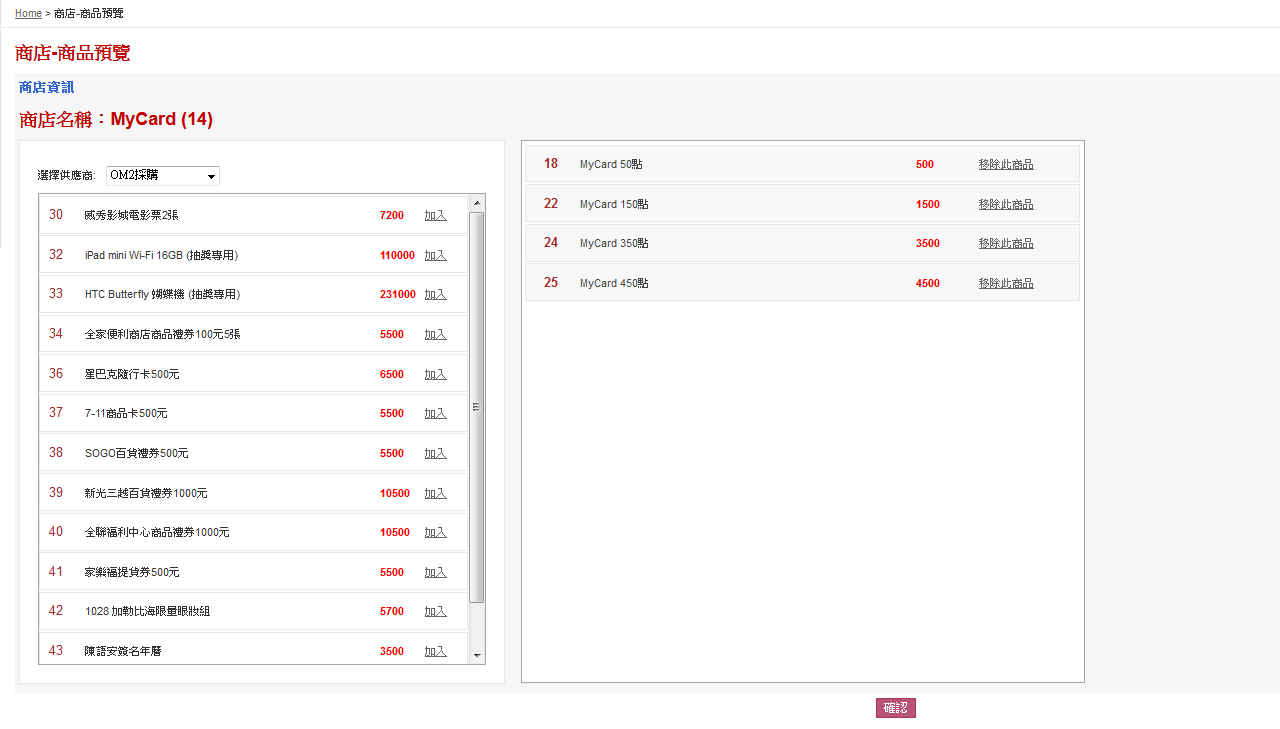 Home > 商店-商品預覽
商店-商品預覽
商店資訊
商店名稱：MyCard (14)
選擇供應商: OM2採購
30 威秀影城電影票2張 7200 加入
32 iPad mini Wi-Fi 16GB (抽獎專用) 110000 加入
33 HTC Butterfly 蝴蝶機 (抽獎專用) 231000 加入
34 全家便利商店商品禮券100元5張 5500 加入
36 星巴克隨行卡500元 6500 加入
37 7-11商品卡500元 5500 加入
38 SOGO百貨禮券500元 5500 加入
39 新光三越百貨禮券1000元 10500 加入
40 全聯福利中心商品禮券1000元 10500 加入
41 家樂福提貨券500元 5500 加入
42 1028 加勒比海限量眼妝組 5700 加入
43 陳語安簽名年曆 3500 加入
18 MyCard 50點 500 移除此商品
22 MyCard 150點 1500 移除此商品
24 MyCard 350點 3500 移除此商品
25 MyCard 450點 4500 移除此商品
確認